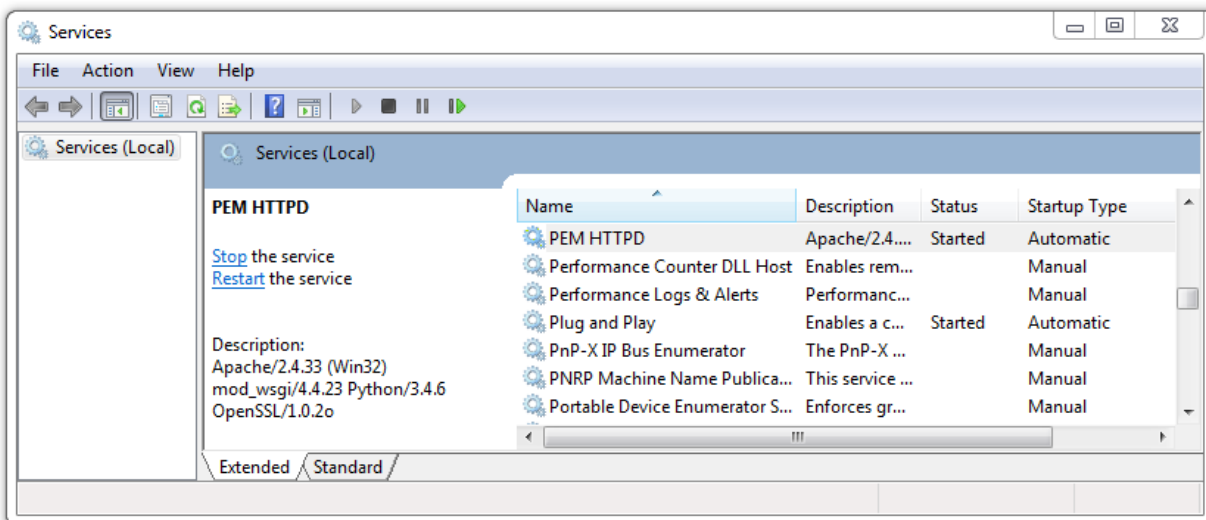 Services
File Action View Help
Services (Local)
Services (Local)
PEM HTTPD
Stop the service
Restart the service
Description:
Apache/2.4.33 (Win32)
mod_wsgi/4.4.23 Python/3.4.6
OpenSSL/1.0.2o
Name Description Status Startup Type
PEM HTTPD Apache/2.4.... Started Automatic
Performance Counter DLL Host Enables rem... Manual
Performance Logs & Alerts Performanc... Manual
Plug and Play Enables a c... Started Automatic
PnP-X IP Bus Enumerator The PnP-X ... Manual
PNRP Machine Name Publica... This service ... Manual
Portable Device Enumerator S... Enforces gr... Manual
Extended Standard